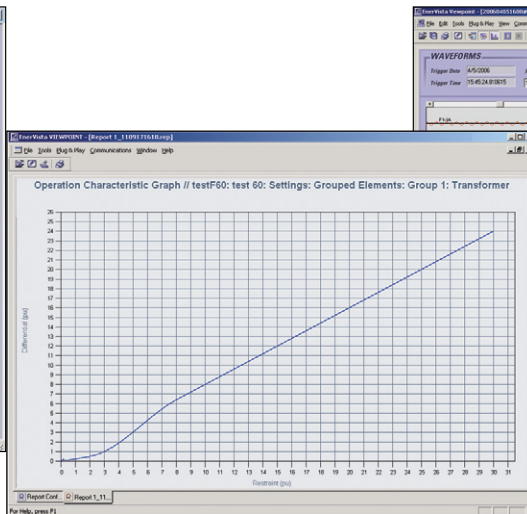 EnerVista Viewpoint - [200604051600
File Edit Tools Plug & Play View
WAVEFORMS
Trigger Date 4/5/2006
Trigger Time 15:45:24.810615
F1-IA
EnerVista VIEWPOINT - [Report 1_1109171618.rep]
File Tools Plug & Play Communications Window Help
Operation Characteristic Graph // testF60: test 60: Settings: Grouped Elements: Group 1: Transformer
26
25
24
23
22
21
20
19
18
17
16
15
14
13
12
11
10
9
8
7
6
5
4
3
2
1
0
Differential (pu)
0 1 2 3 4 5 6 7 8 9 10 11 12 13 14 15 16 17 18 19 20 21 22 23 24 25 26 27 28 29 30 31
Restraint (pu)
Report Conf... Report 1_11...
For Help, press F1